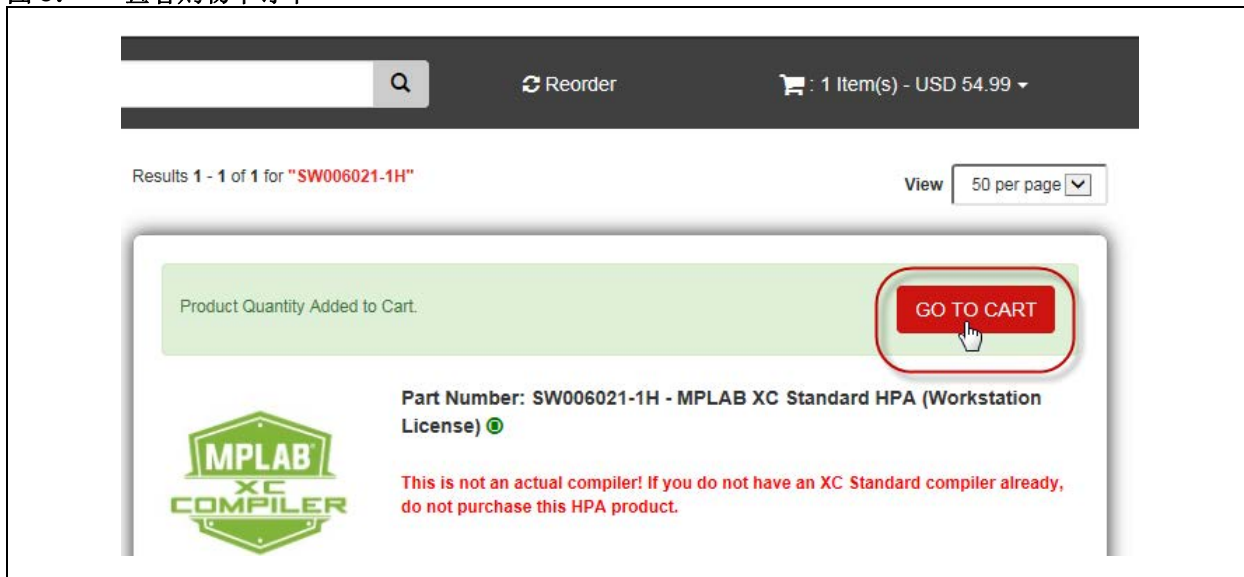 Reorder
: 1 Item(s) - USD 54.99
Results 1 - 1 of 1 for "SW006021-1H"
View 50 per page
Product Quantity Added to Cart.
GO TO CART
Part Number: SW006021-1H - MPLAB XC Standard HPA (Workstation
License)
MPLAB
XC
COMPILER
This is not an actual compiler! If you do not have an XC Standard compiler already,
do not purchase this HPA product.